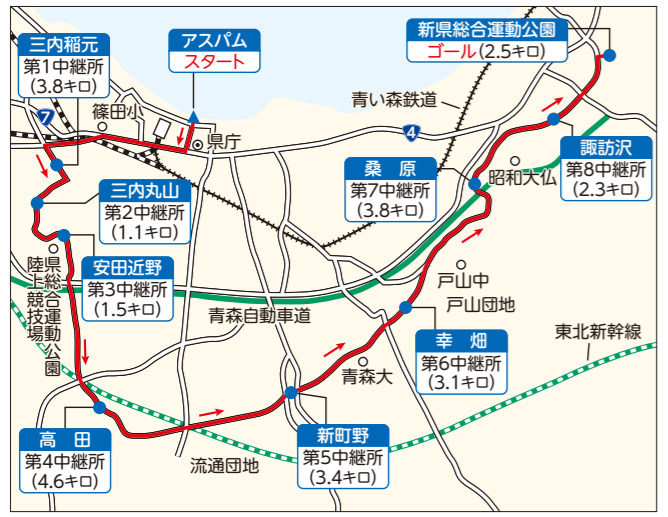 三内稲元
第1中継所
(3.8キロ)
アスパム
スタート
新県総合運動公園
ゴール(2.5キロ)
7
篠田小
県庁
青い森鉄道
4
諏訪沢
第8中継所
(2.3キロ)
昭和大仏
桑原
第7中継所
(3.8キロ)
三内丸山
第2中継所
(1.1キロ)
安田近野
第3中継所
(1.5キロ)
県総合運動公園
陸上競技場
青森自動車道
戸山中
戸山団地
幸畑
第6中継所
(3.1キロ)
東北新幹線
青森大
高田
第4中継所
(4.6キロ)
流通団地
新町野
第5中継所
(3.4キロ)